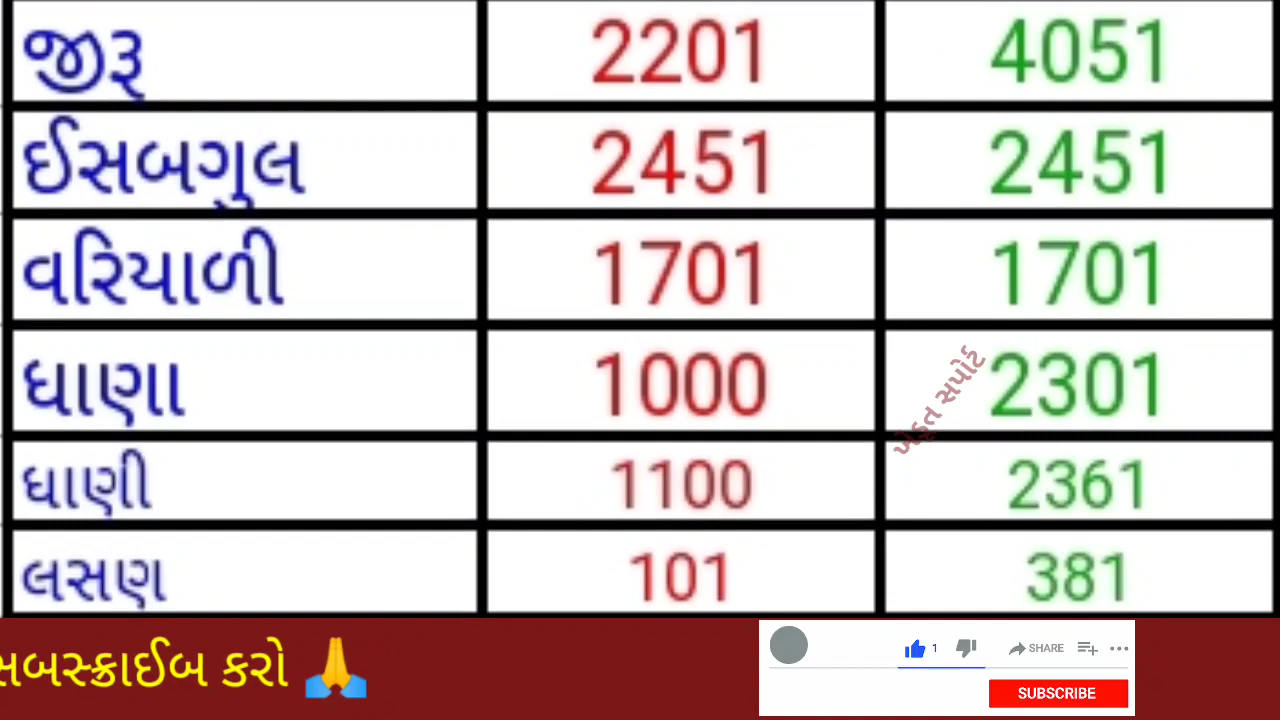 જીરૂ 2201 4051
ઈસબગુલ 2451 2451
વરિયાળી 1701 1701
ધાણા 1000 2301
ખેડૂત સપોર્ટ
ધાણી 1100 2361
લસણ 101 381
સબસ્ક્રાઈબ કરો 🙏
1 SHARE
SUBSCRIBE